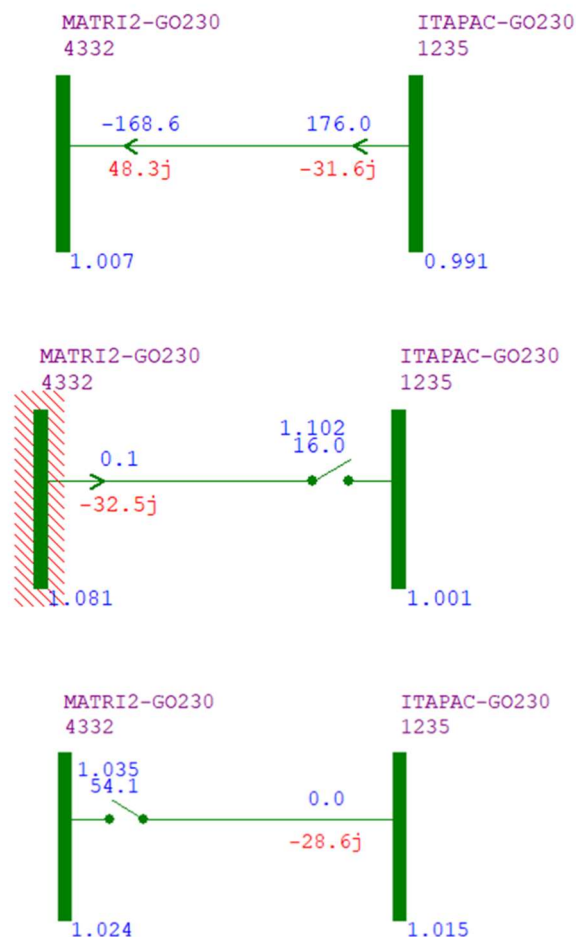 MATRI2-GO230 ITAPAC-GO230
4332 1235
-168.6 176.0
48.3j -31.6j
1.007 0.991
MATRI2-GO230 ITAPAC-GO230
4332 1235
1.102
0.1 16.0
-32.5j
1.081 1.001
MATRI2-GO230 ITAPAC-GO230
4332 1235
1.035
54.1 0.0
-28.6j
1.024 1.015